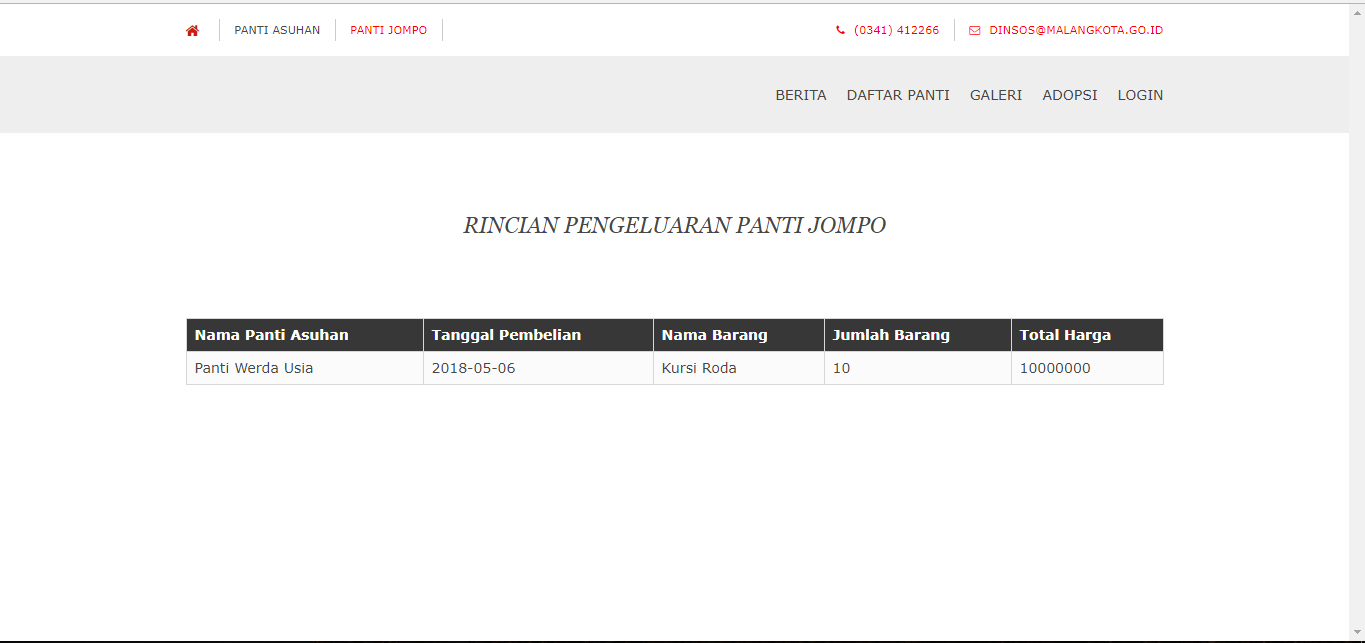 PANTI ASUHAN PANTI JOMPO (0341) 412266 DINSOS@MALANGKOTA.GO.ID
BERITA DAFTAR PANTI GALERI ADOPSI LOGIN
RINCIAN PENGELUARAN PANTI JOMPO
Nama Panti Asuhan Tanggal Pembelian Nama Barang Jumlah Barang Total Harga
Panti Werda Usia 2018-05-06 Kursi Roda 10 10000000